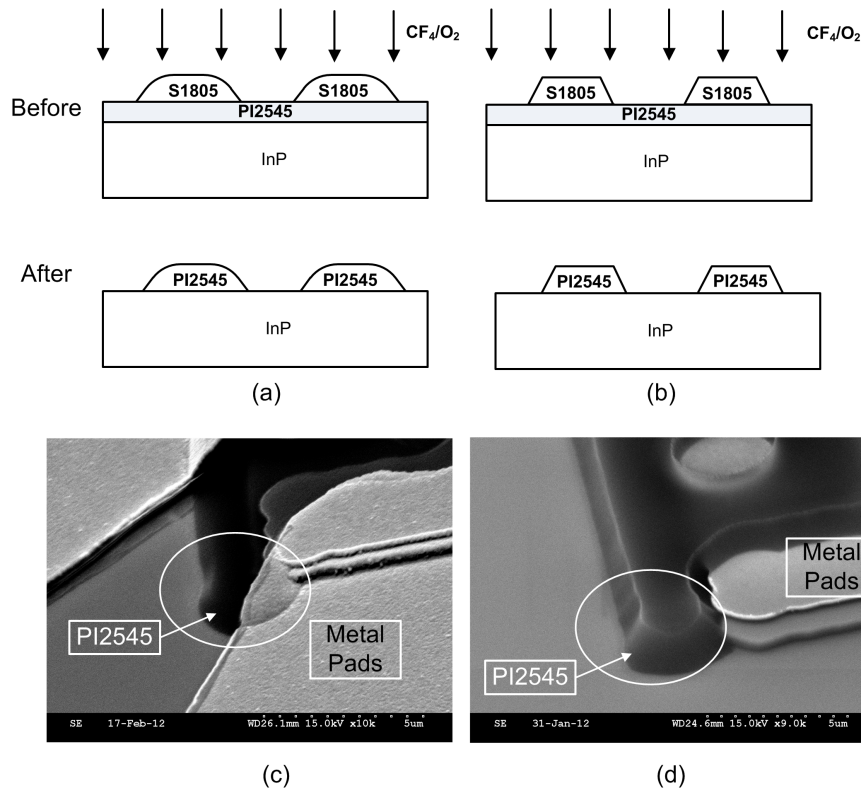 CF4/O2
CF4/O2
Before
S1805
S1805
PI2545
InP
S1805
S1805
PI2545
InP
After
PI2545
PI2545
InP
PI2545
PI2545
InP
(a)
(b)
PI2545
Metal
Pads
SE 17-Feb-12 WD26.1mm 15.0kV x10k 5um
Metal
Pads
PI2545
SE 31-Jan-12 WD24.6mm 15.0kV x9.0k 5um
(c)
(d)